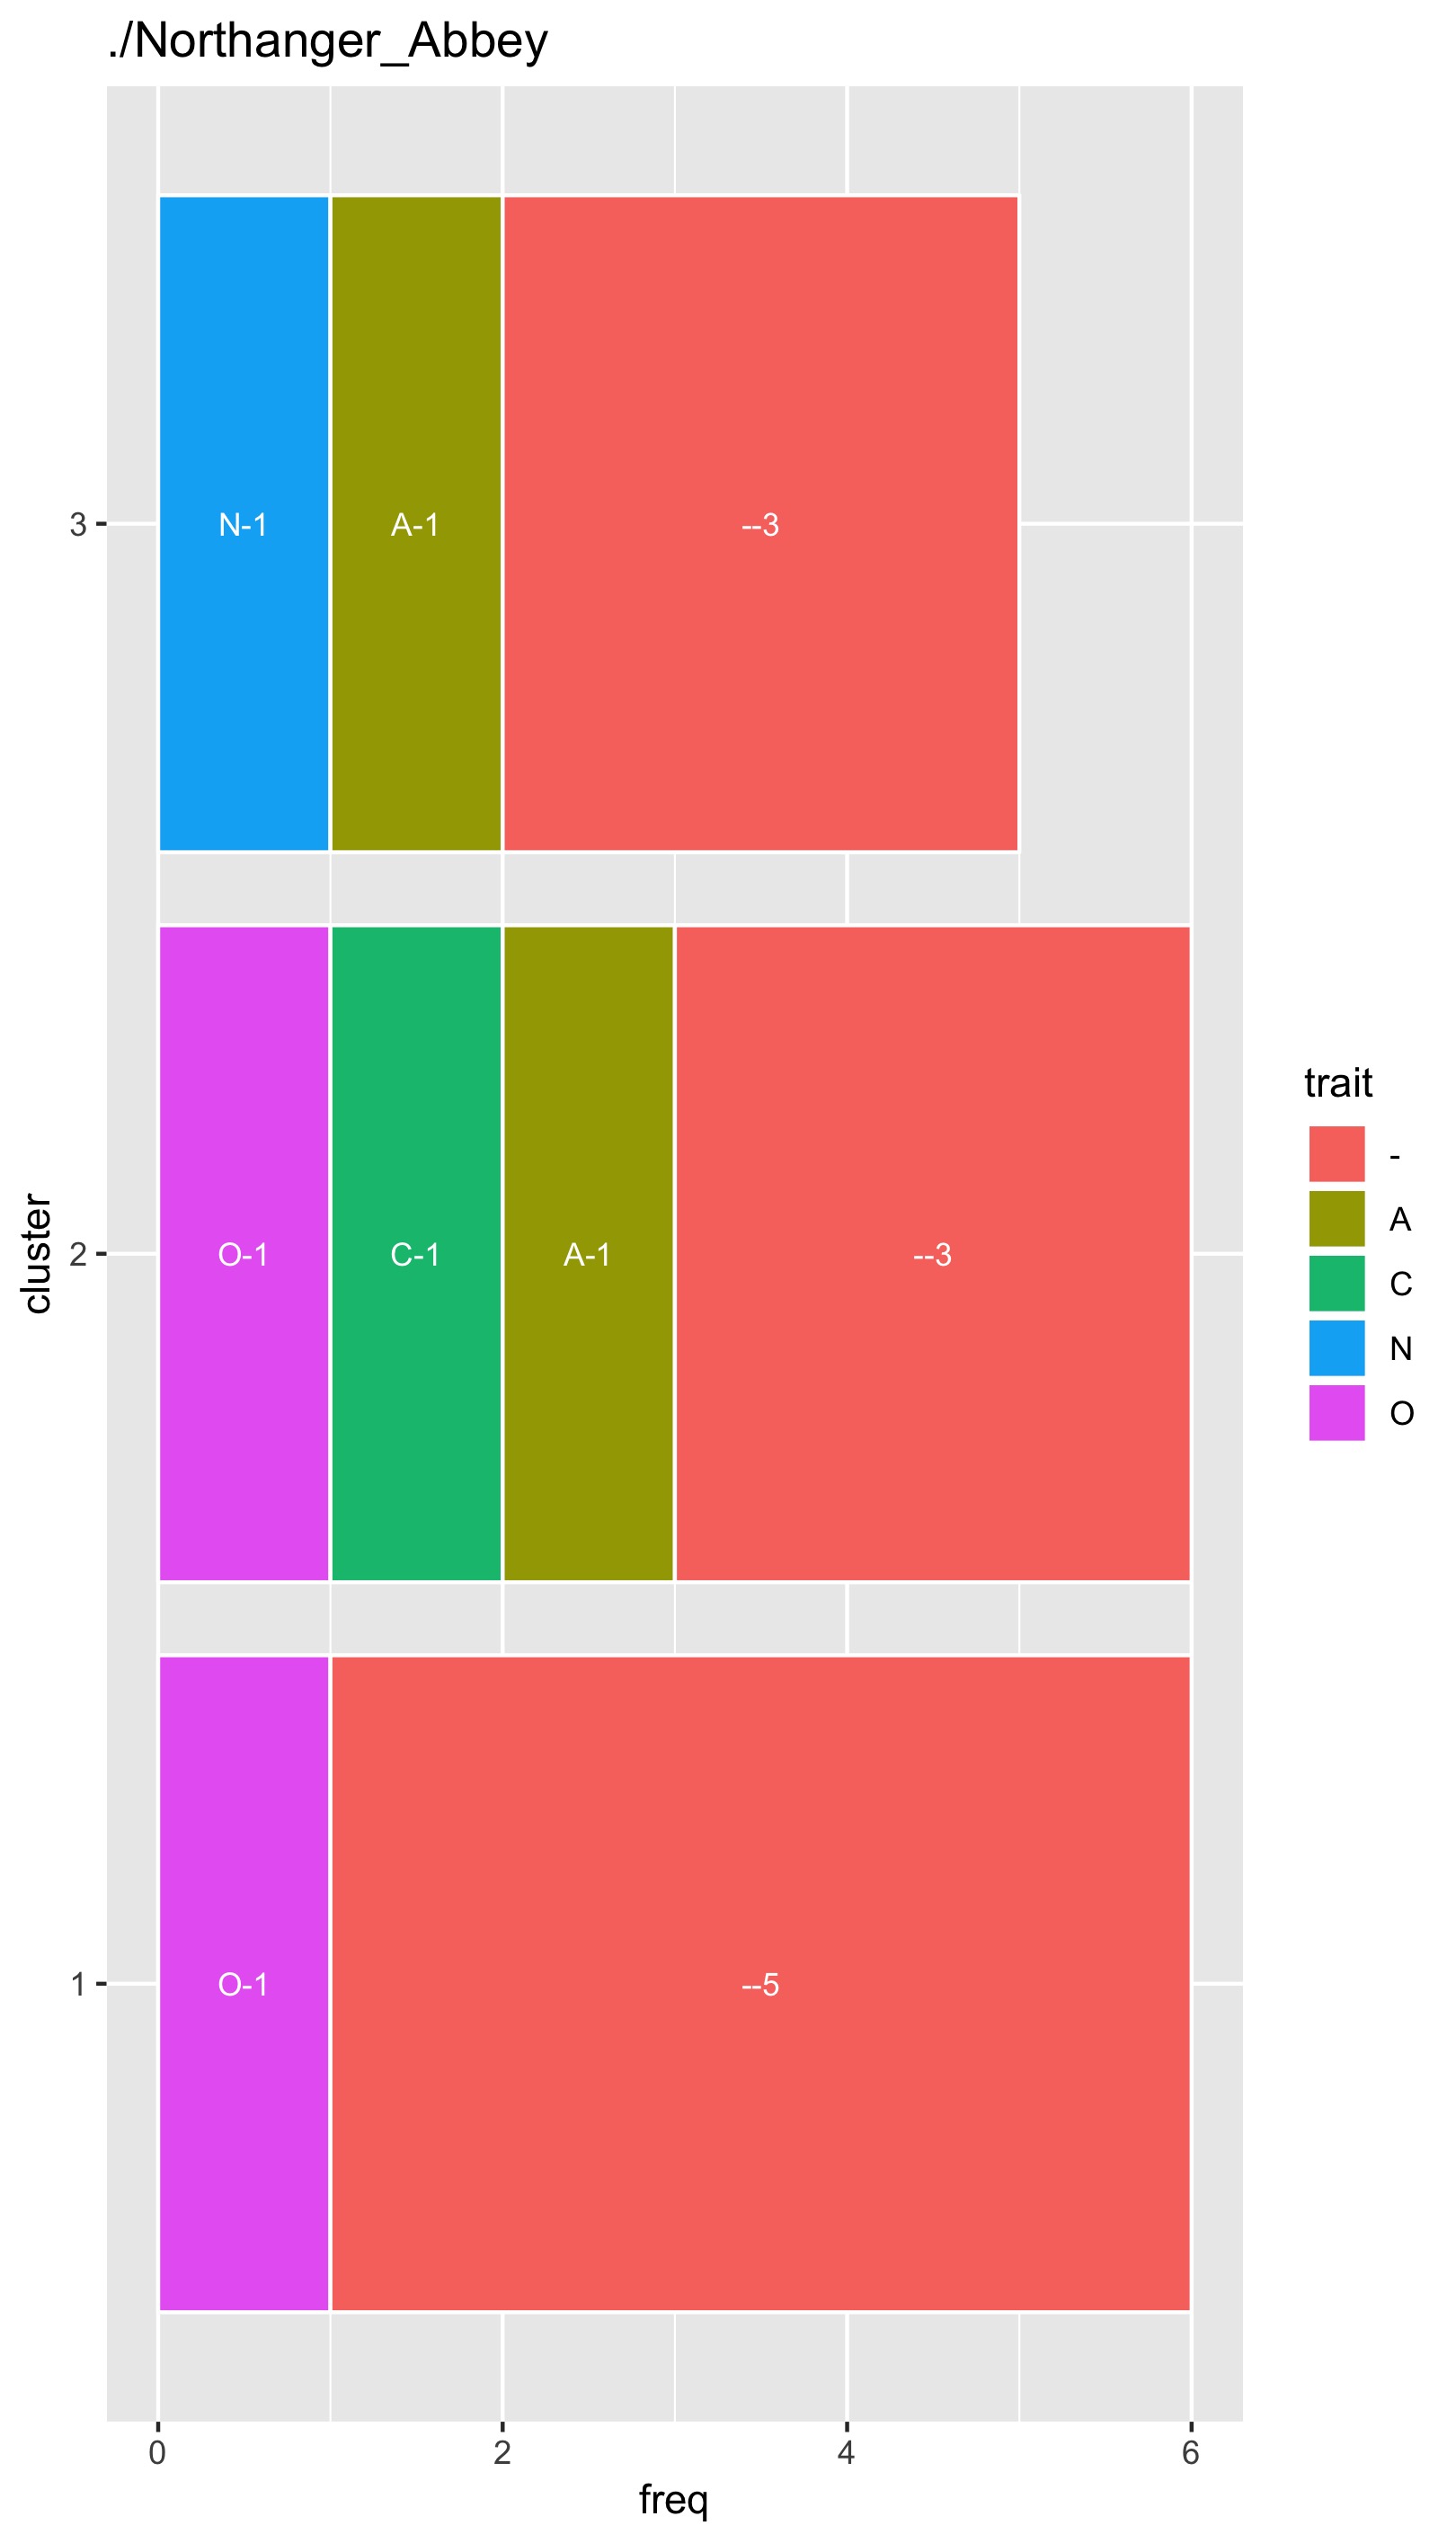 ./Northanger_Abbey
3
N-1
A-1
--3
cluster
2
O-1
C-1
A-1
--3
1
O-1
--5
0
2
4
6
freq
trait
-
A
C
N
O